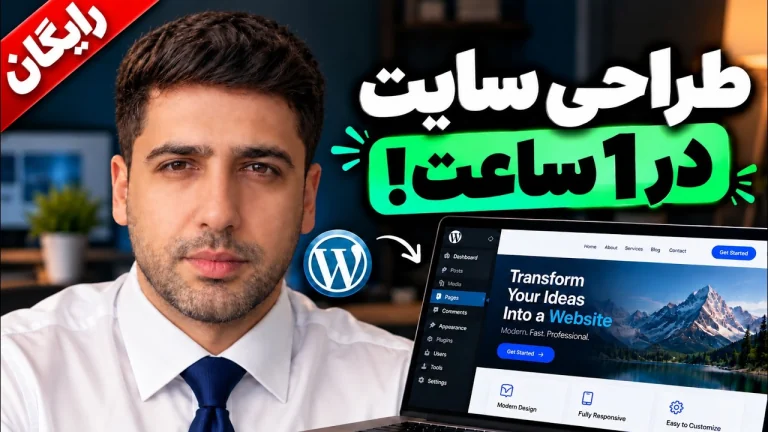 رایگان
طراحی سایت
در 1 ساعت!
Dashboard
Posts
Media
Pages
Comments
Appearance
Plugins
Users
Tools
Settings
Home About Services Blog Contact Get Started
Transform
Your Ideas
Into a Website
Modern. Fast. Professional.
Get Started →
Modern Design
Fully Responsive
Easy to Customize